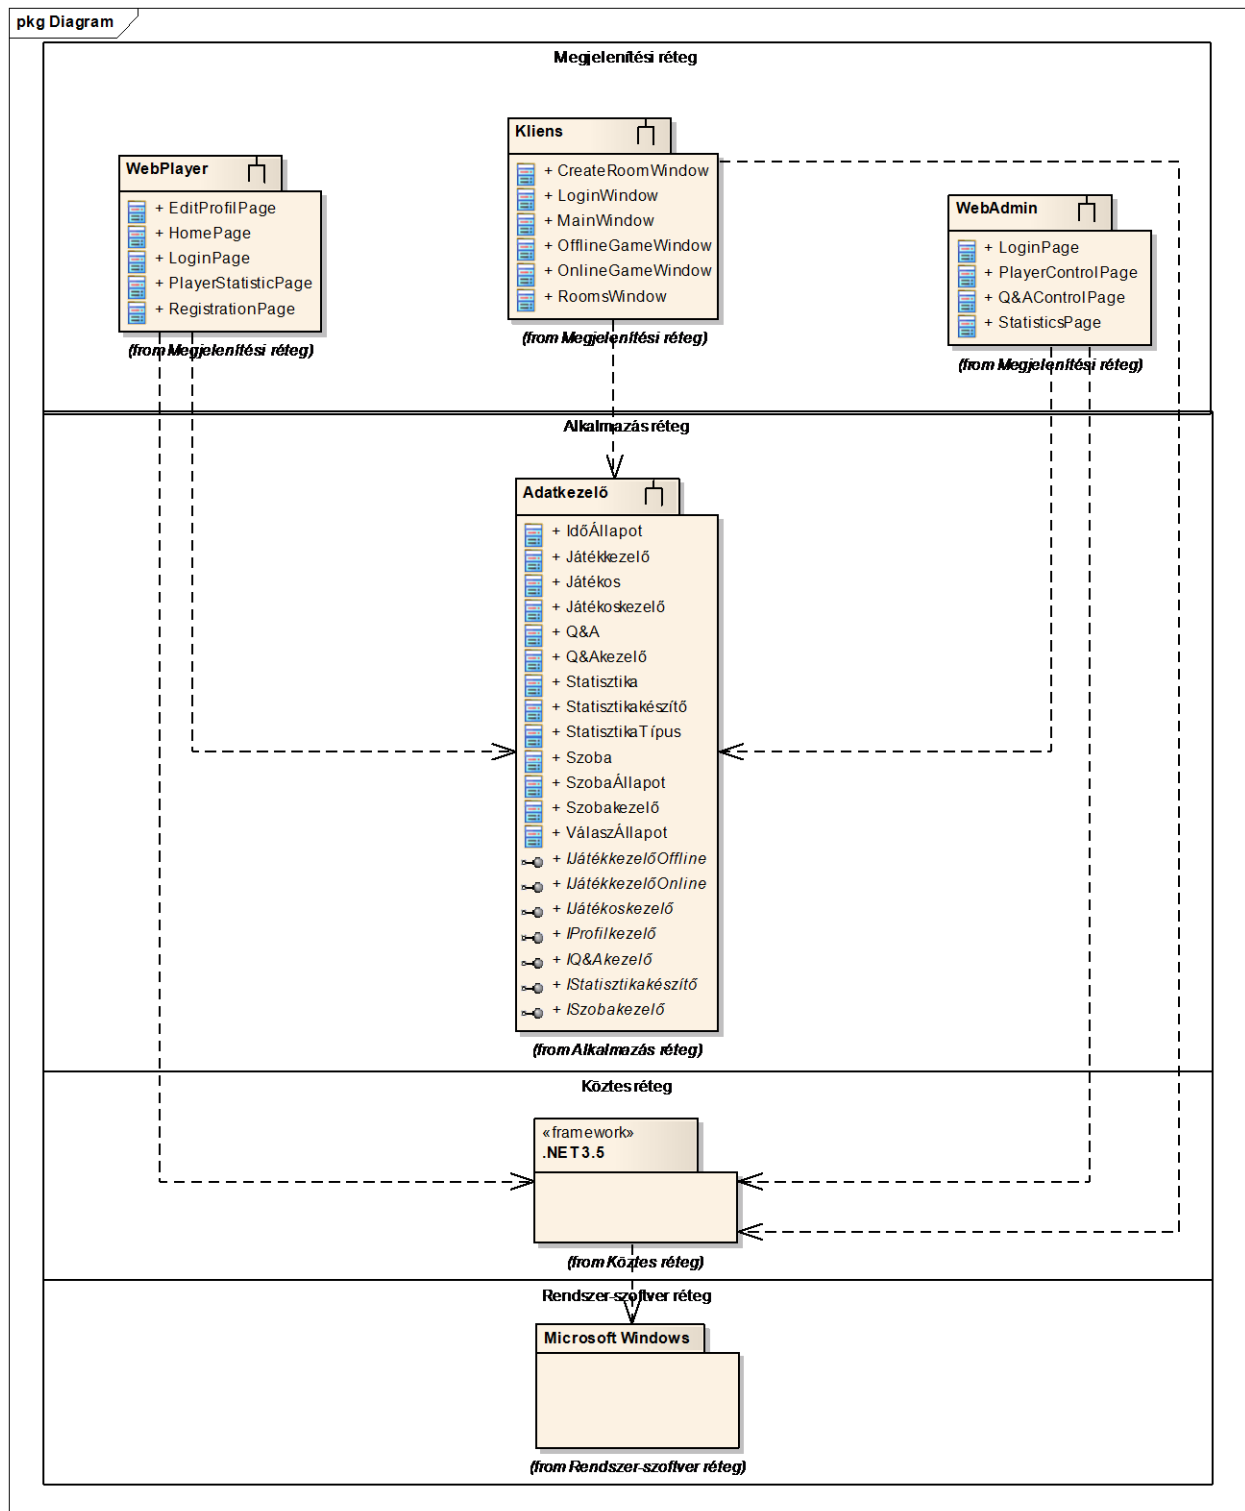 pkg Diagram
Megjelenítési réteg
WebPlayer
+ EditProfilPage
+ HomePage
+ LoginPage
+ PlayerStatisticPage
+ RegistrationPage
(from Megjelenítési réteg)
Kliens
+ CreateRoomWindow
+ LoginWindow
+ MainWindow
+ OfflineGameWindow
+ OnlineGameWindow
+ RoomsWindow
(from Megjelenítési réteg)
WebAdmin
+ LoginPage
+ PlayerControlPage
+ Q&AControlPage
+ StatisticsPage
(from Megjelenítési réteg)
Alkalmazás réteg
Adatkezelő
+ IdőÁllapot
+ Játékkezelő
+ Játékos
+ Játékoskezelő
+ Q&A
+ Q&Akezelő
+ Statisztika
+ Statisztikakészítő
+ StatisztikaTípus
+ Szoba
+ SzobaÁllapot
+ Szobakezelő
+ VálaszÁllapot
+ IJátékkezelőOffline
+ IJátékkezelőOnline
+ IJátékoskezelő
+ IProfilkezelő
+ IQ&Akezelő
+ IStatisztikakészítő
+ ISzobakezelő
(from Alkalmazás réteg)
Köztes réteg
«framework»
.NET 3.5
(from Köztes réteg)
Rendszer-szoftver réteg
Microsoft Windows
(from Rendszer-szoftver réteg)